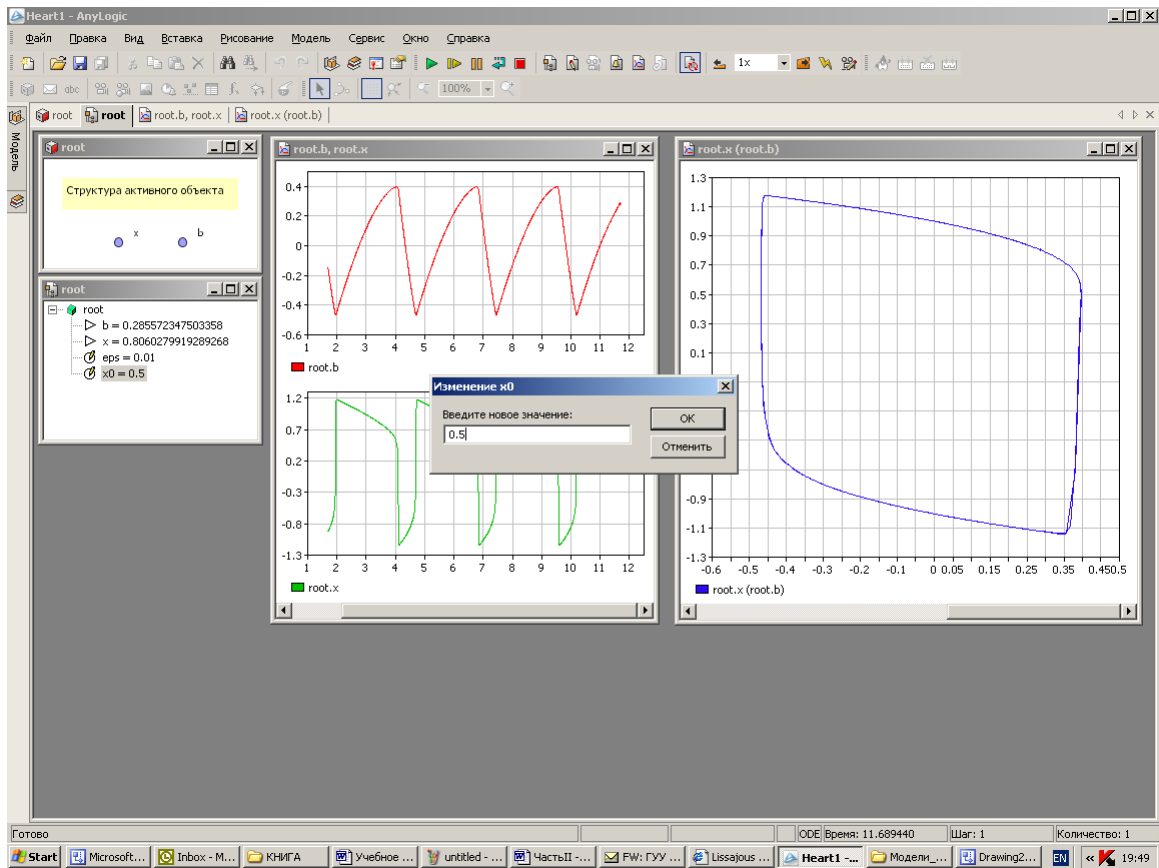 Heart1 - AnyLogic
Файл Правка Вид Вставка Рисование Модель Сервис Окно Справка
1x
abc 100%
root root root.b, root.x root.x (root.b)
Модель
root
Структура активного объекта
x b
root
root
b = 0.285572347503358
x = 0.8060279919289268
eps = 0.01
x0 = 0.5
root.b, root.x
0.4
0.2
0
-0.2
-0.4
-0.6
1 2 3 4 5 6 7 8 9 10 11 12
root.b
1.2
0.7
0.2
-0.3
-0.8
-1.3
1 2 3 4 5 6 7 8 9 10 11 12
root.x
Изменение x0
Введите новое значение:
0.5
OK
Отменить
root.x (root.b)
1.3
1.1
0.9
0.7
0.5
0.3
0.1
-0.9
-1.1
-1.3
-0.6 -0.5 -0.4 -0.3 -0.2 -0.1 0 0.05 0.15 0.25 0.35 0.450.5
root.x (root.b)
Готово ODE Время: 11.689440 Шаг: 1 Количество: 1
Start Microsoft... Inbox - M... КНИГА Учебное ... untitled - ... ЧастьII -... FW: ГУУ ... Lissajous ... Heart1 -... Модели_... Drawing2... EN « 19:49